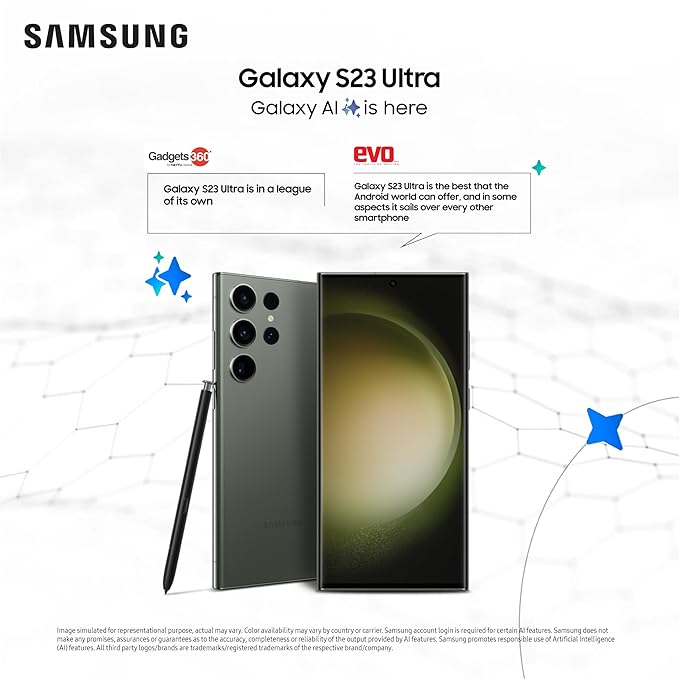 SAMSUNG
Galaxy S23 Ultra
Galaxy AI is here
Gadgets 360
Galaxy S23 Ultra is in a league
of its own
evo
Galaxy S23 Ultra is the best that the
Android world can offer, and in some
aspects it sails over every other
smartphone
SAMSUNG
Image simulated for representational purpose, actual may vary. Color availability may vary by country or carrier. Samsung account login is required for certain AI features. Samsung does not
make any promises, assurances or guarantees as to the accuracy, completeness or reliability of the output provided by AI features. Samsung promotes responsible use of Artificial Intelligence
(AI) features. All third party logos/brands are trademarks/registered trademarks of the respective brand/company.